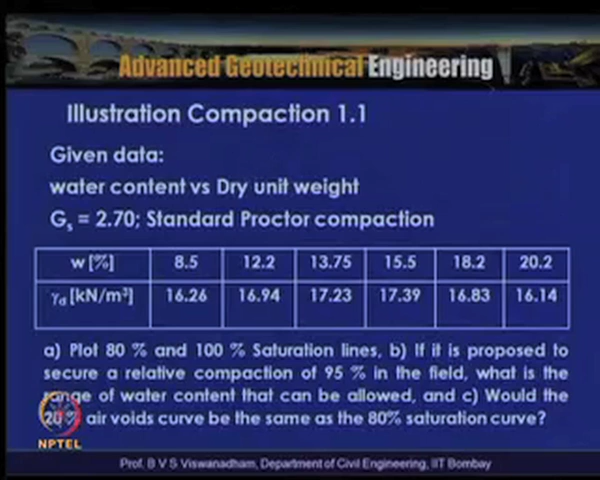 Advanced Geotechnical Engineering
Illustration Compaction 1.1
Given data:
water content vs Dry unit weight
Gs = 2.70; Standard Proctor compaction
w [%] 8.5 12.2 13.75 15.5 18.2 20.2
γd [kN/m³] 16.26 16.94 17.23 17.39 16.83 16.14
a) Plot 80 % and 100 % Saturation lines, b) If it is proposed to
secure a relative compaction of 95 % in the field, what is the
range of water content that can be allowed, and c) Would the
20 % air voids curve be the same as the 80% saturation curve?
NPTEL
Prof. B V S Viswanadham, Department of Civil Engineering, IIT Bombay